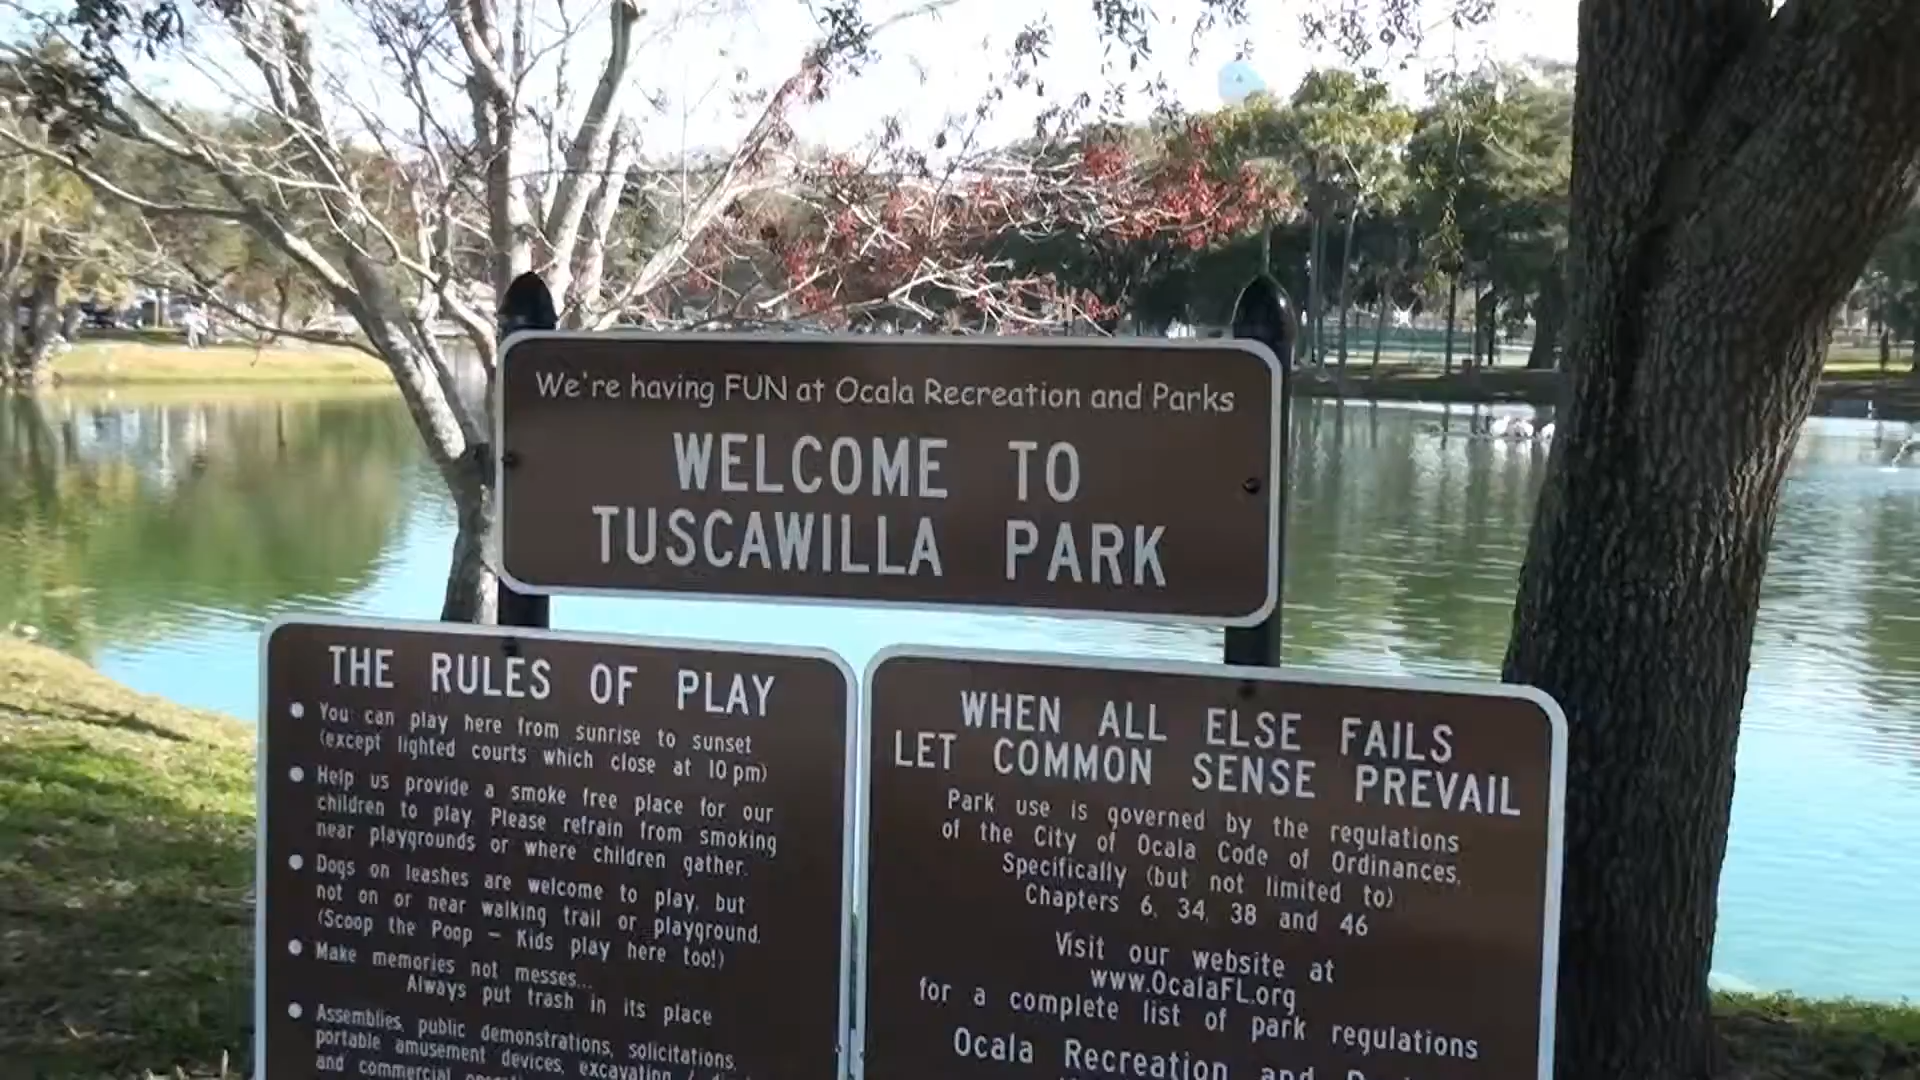 We're having FUN at Ocala Recreation and Parks
WELCOME TO
TUSCAWILLA PARK
THE RULES OF PLAY
• You can play here from sunrise to sunset
(except lighted courts which close at 10 pm)
• Help us provide a smoke free place for our
children to play. Please refrain from smoking
near playgrounds or where children gather.
• Dogs on leashes are welcome to play, but
not on or near walking trail or playground.
(Scoop the Poop – Kids play here too!)
• Make memories not messes...
Always put trash in its place
• Assemblies, public demonstrations, solicitations,
portable amusement devices, excavating /
and commercial
WHEN ALL ELSE FAILS
LET COMMON SENSE PREVAIL
Park use is governed by the regulations
of the City of Ocala Code of Ordinances.
Specifically (but not limited to)
Chapters 6, 34, 38 and 46
Visit our website at
www.OcalaFL.org
for a complete list of park regulations
Ocala Recreation and